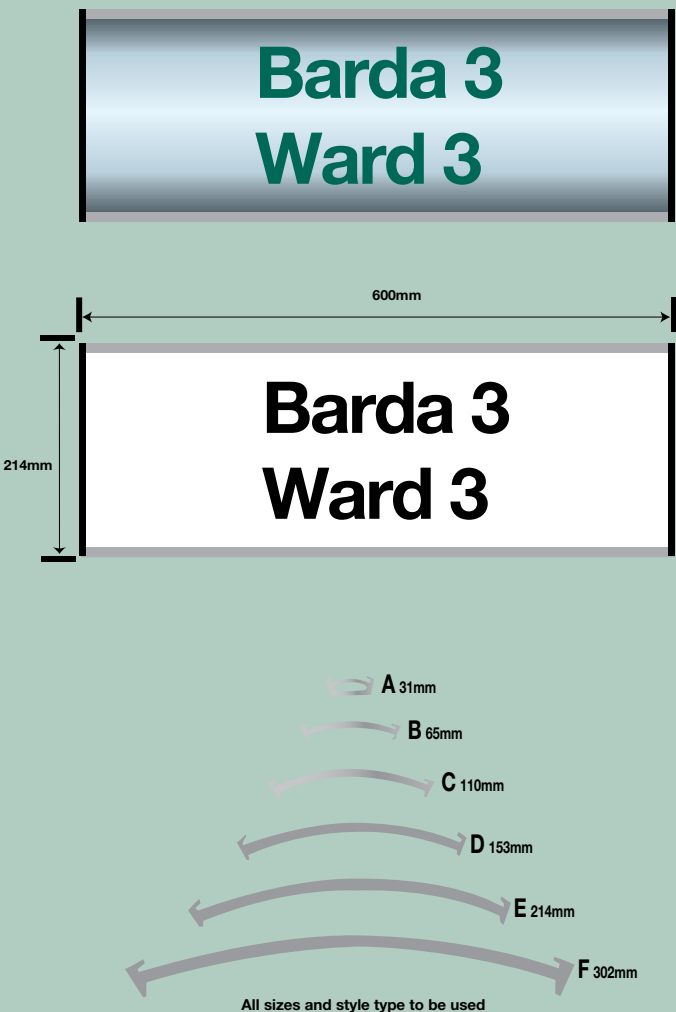 Barda 3
Ward 3
600mm
214mm
Barda 3
Ward 3
A 31mm
B 65mm
C 110mm
D 153mm
E 214mm
F 302mm
All sizes and style type to be used